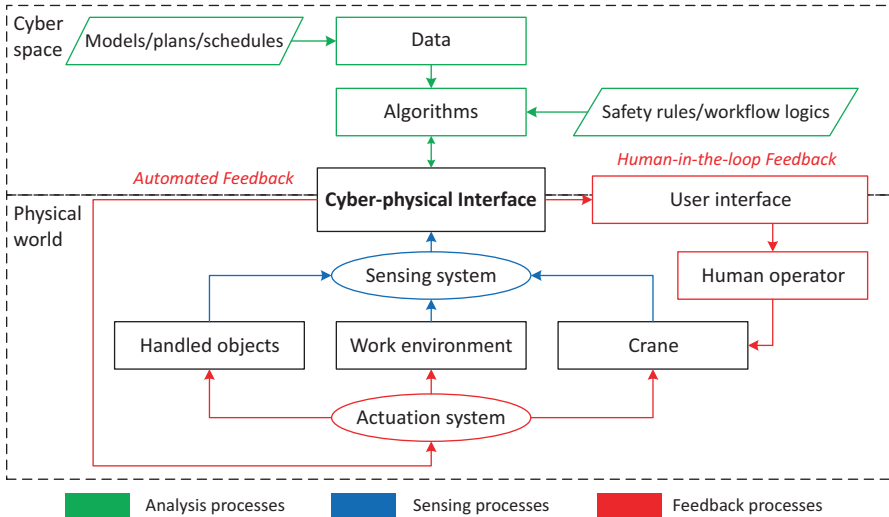 Cyber
space
Models/plans/schedules
Data
Algorithms
Safety rules/workflow logics
Automated Feedback
Human-in-the-loop Feedback
Cyber-physical Interface
User interface
Physical
world
Sensing system
Human operator
Handled objects
Work environment
Crane
Actuation system
Analysis processes
Sensing processes
Feedback processes